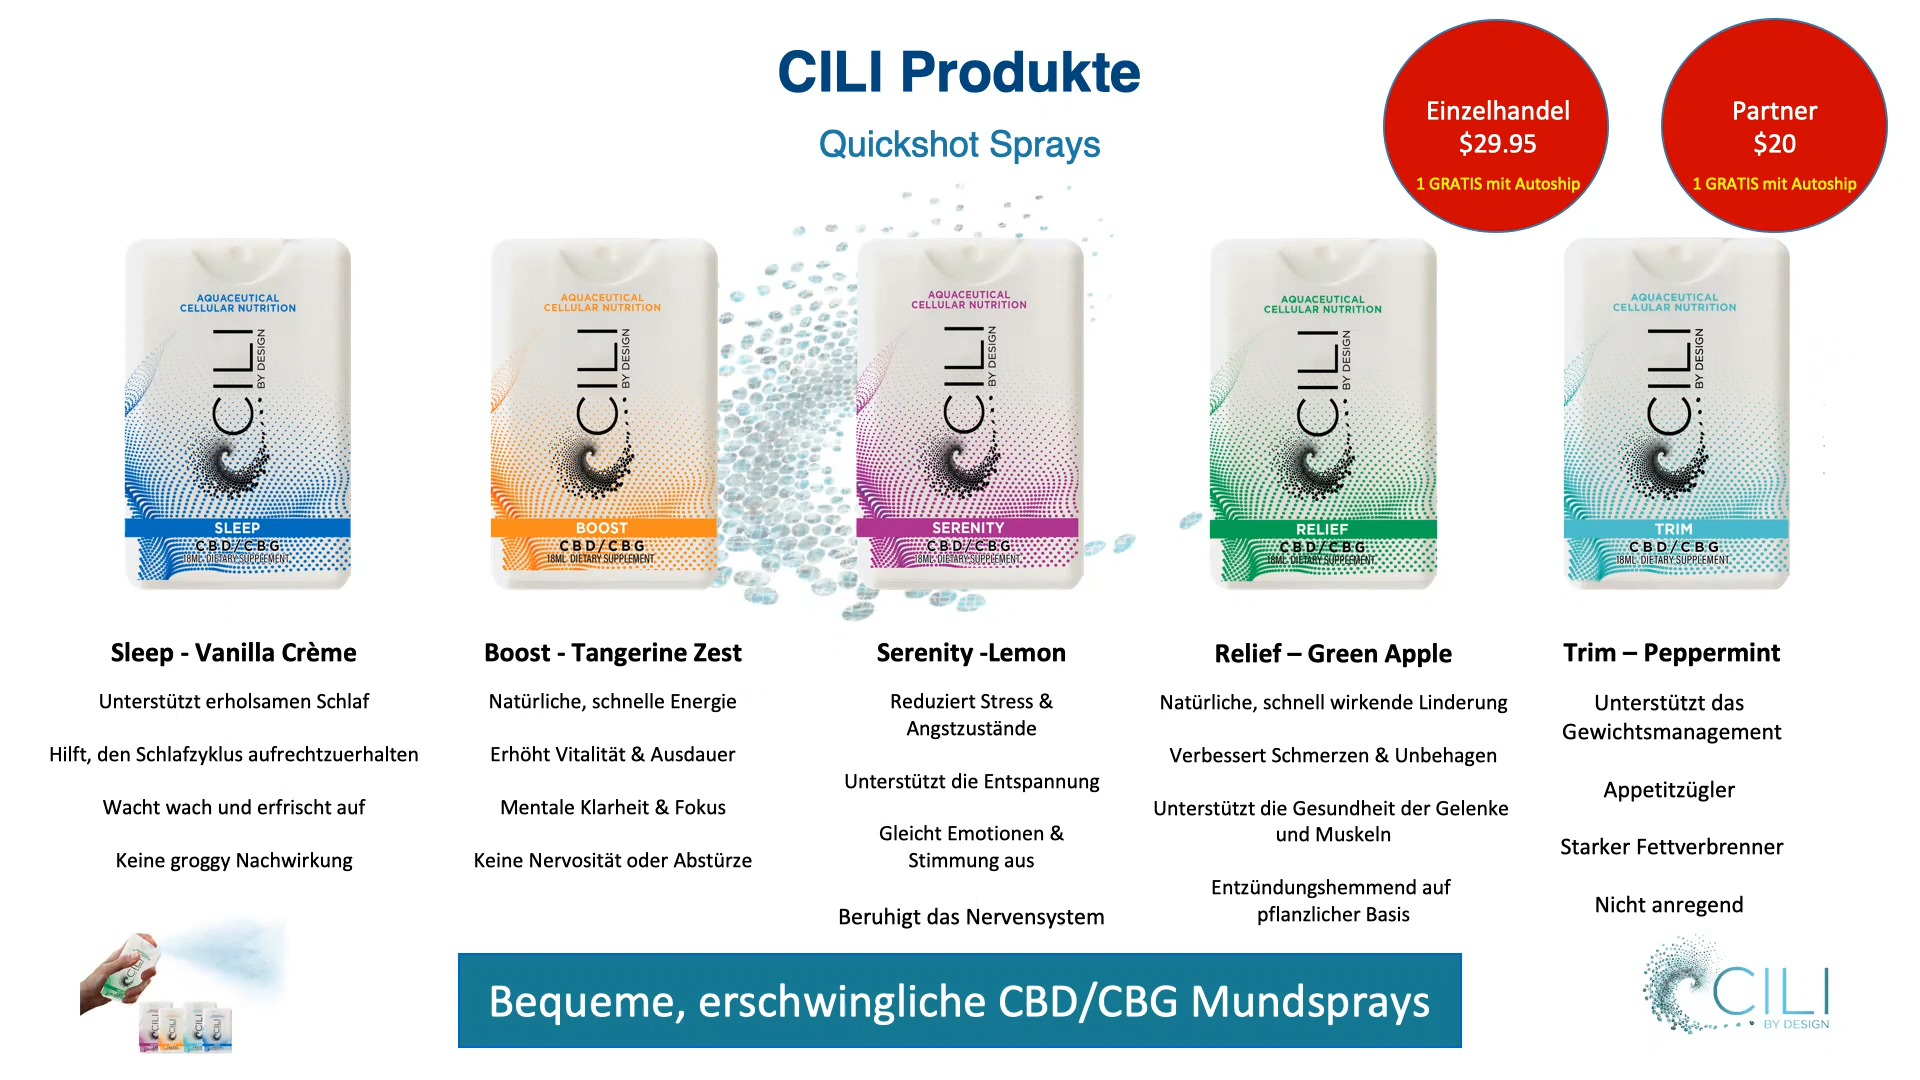 CILI Produkte
Quickshot Sprays
Einzelhandel
$29.95
1 GRATIS mit Autoship
Partner
$20
1 GRATIS mit Autoship
AQUACEUTICAL
CELLULAR NUTRITION
CILI
BY DESIGN
SLEEP
CBD/CBG
18ML DIETARY SUPPLEMENT
AQUACEUTICAL
CELLULAR NUTRITION
CILI
BY DESIGN
BOOST
CBD/CBG
18ML DIETARY SUPPLEMENT
AQUACEUTICAL
CELLULAR NUTRITION
CILI
BY DESIGN
SERENITY
CBD/CBG
18ML DIETARY SUPPLEMENT
AQUACEUTICAL
CELLULAR NUTRITION
CILI
BY DESIGN
RELIEF
CBD/CBG
18ML DIETARY SUPPLEMENT
AQUACEUTICAL
CELLULAR NUTRITION
CILI
BY DESIGN
TRIM
CBD/CBG
18ML DIETARY SUPPLEMENT
Sleep - Vanilla Crème
Unterstützt erholsamen Schlaf
Hilft, den Schlafzyklus aufrechtzuerhalten
Wacht wach und erfrischt auf
Keine groggy Nachwirkung
Boost - Tangerine Zest
Natürliche, schnelle Energie
Erhöht Vitalität & Ausdauer
Mentale Klarheit & Fokus
Keine Nervosität oder Abstürze
Serenity -Lemon
Reduziert Stress &
Angstzustände
Unterstützt die Entspannung
Gleicht Emotionen &
Stimmung aus
Beruhigt das Nervensystem
Relief – Green Apple
Natürliche, schnell wirkende Linderung
Verbessert Schmerzen & Unbehagen
Unterstützt die Gesundheit der Gelenke
und Muskeln
Entzündungshemmend auf
pflanzlicher Basis
Trim – Peppermint
Unterstützt das
Gewichtsmanagement
Appetitzügler
Starker Fettverbrenner
Nicht anregend
CILI
CILI
CILI
CILI
CILI
Bequeme, erschwingliche CBD/CBG Mundsprays
CILI
BY DESIGN